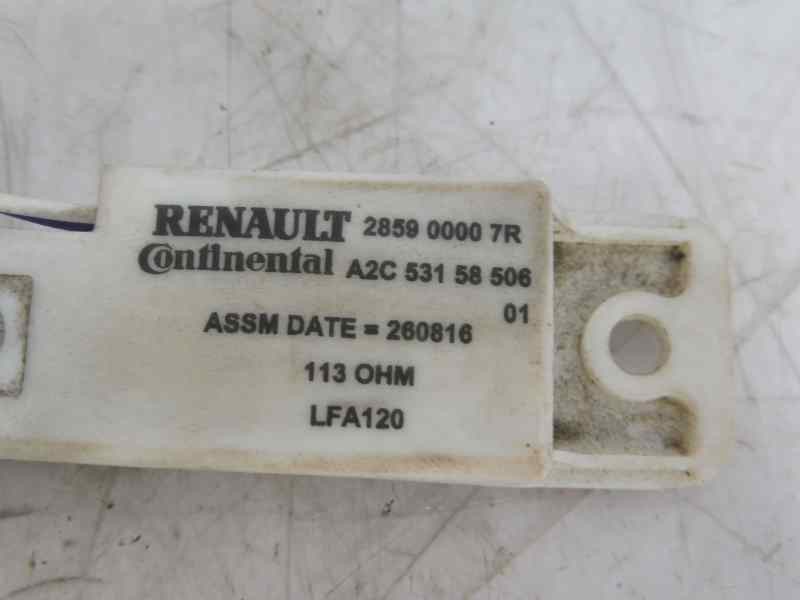 RENAULT 2859 0000 7R
Continental A2C 531 58 506
01
ASSM DATE = 260816
113 OHM
LFA120